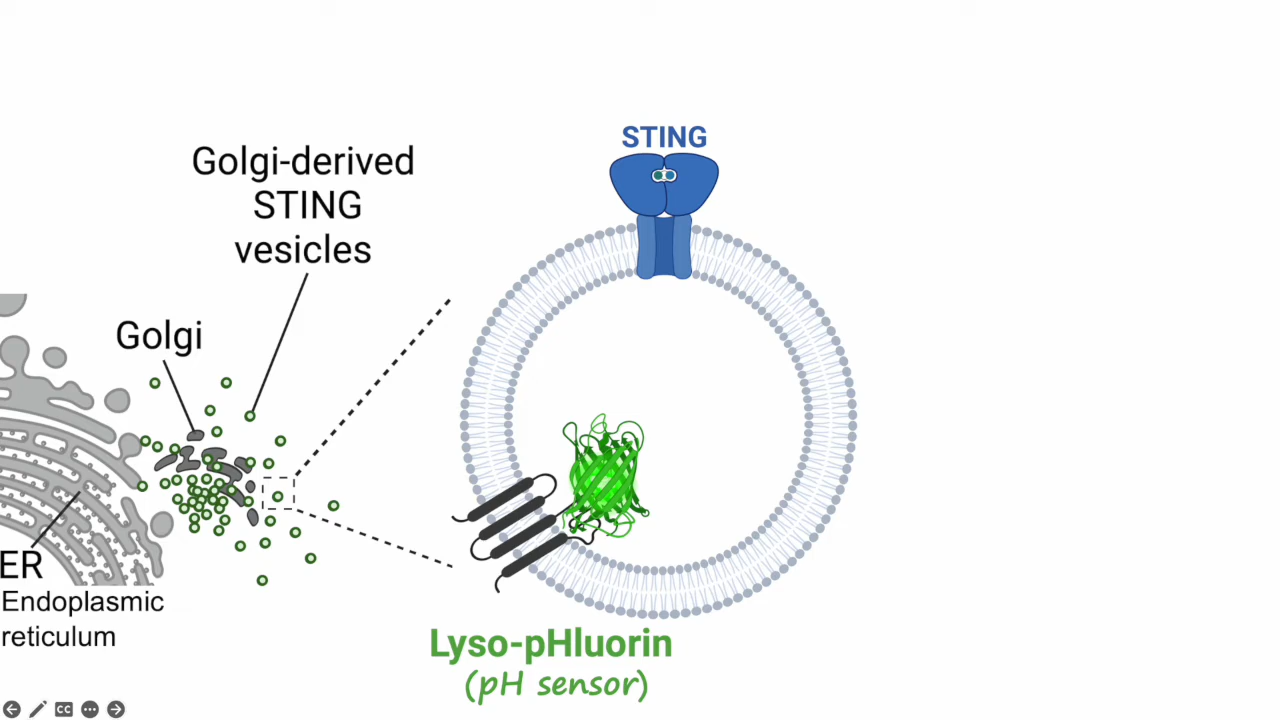 STING
Golgi-derived
STING
vesicles
Golgi
ER
Endoplasmic
reticulum
Lyso-pHluorin
(pH sensor)
CC